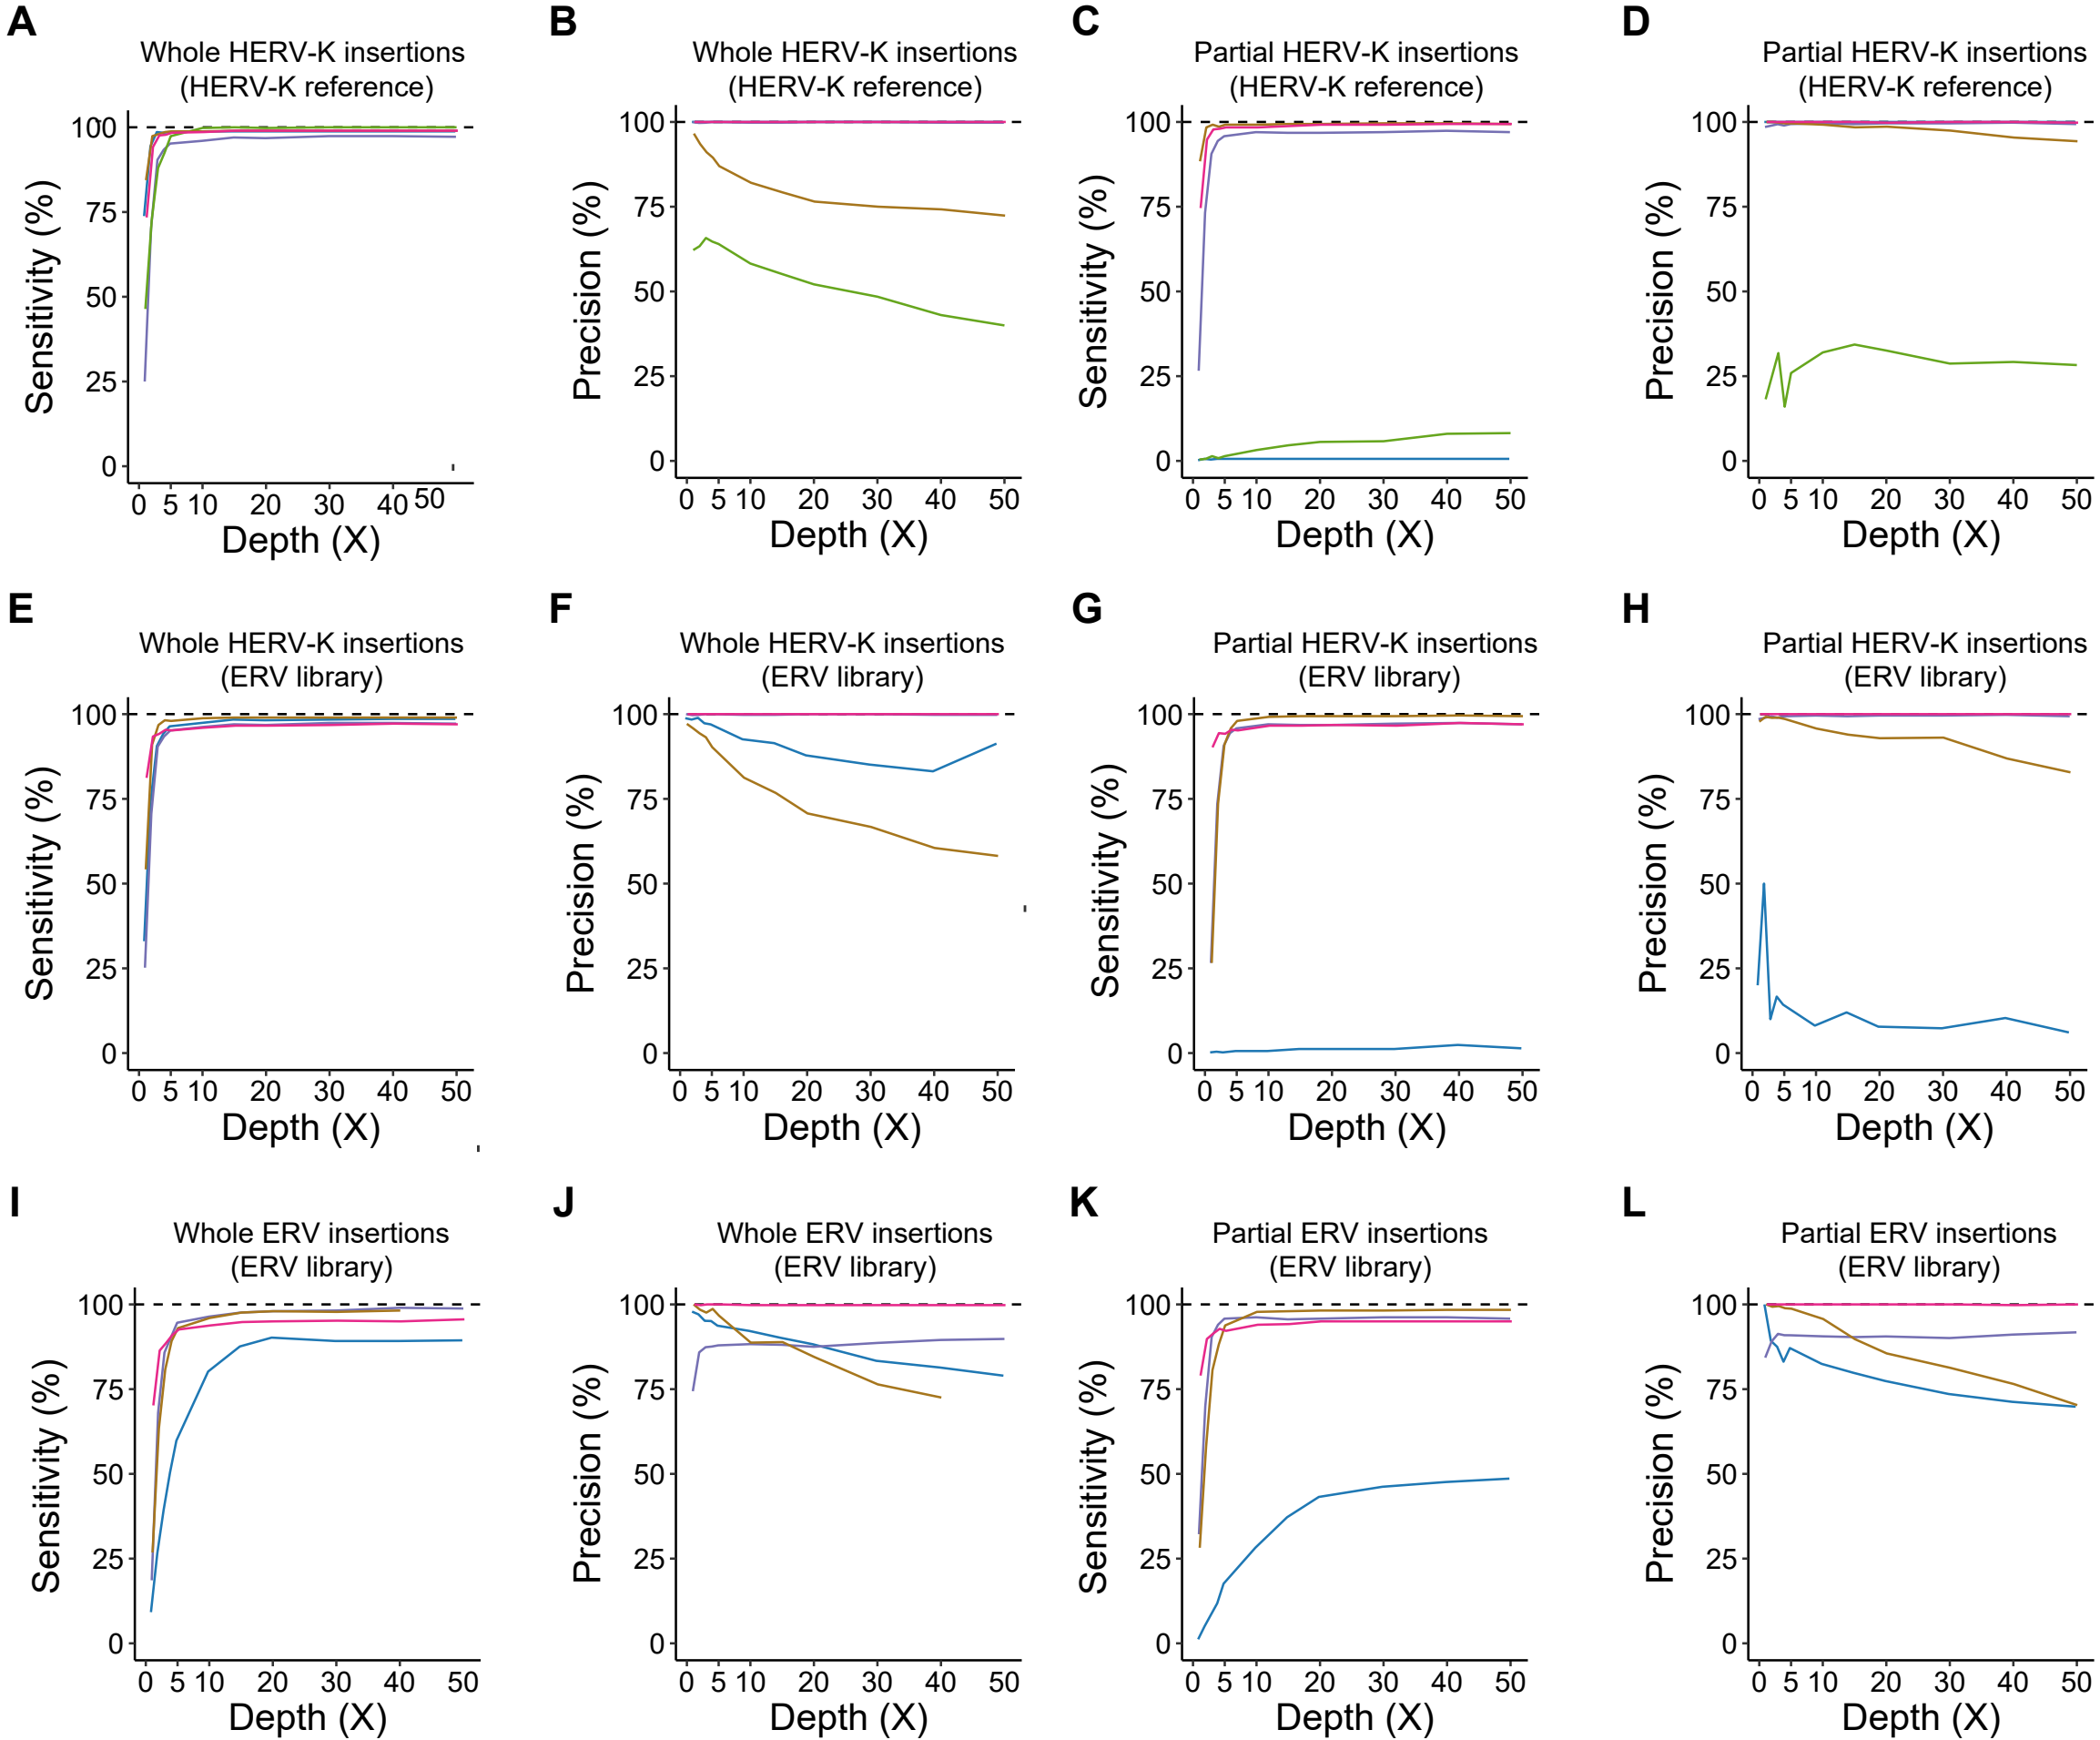 A
Whole HERV-K insertions
(HERV-K reference)
Sensitivity (%)
100
75
50
25
0
0 5 10 20 30 40 50
Depth (X)
B
Whole HERV-K insertions
(HERV-K reference)
Precision (%)
100
75
50
25
0
0 5 10 20 30 40 50
Depth (X)
C
Partial HERV-K insertions
(HERV-K reference)
Sensitivity (%)
100
75
50
25
0
0 5 10 20 30 40 50
Depth (X)
D
Partial HERV-K insertions
(HERV-K reference)
Precision (%)
100
75
50
25
0
0 5 10 20 30 40 50
Depth (X)
E
Whole HERV-K insertions
(ERV library)
Sensitivity (%)
100
75
50
25
0
0 5 10 20 30 40 50
Depth (X)
F
Whole HERV-K insertions
(ERV library)
Precision (%)
100
75
50
25
0
0 5 10 20 30 40 50
Depth (X)
G
Partial HERV-K insertions
(ERV library)
Sensitivity (%)
100
75
50
25
0
0 5 10 20 30 40 50
Depth (X)
H
Partial HERV-K insertions
(ERV library)
Precision (%)
100
75
50
25
0
0 5 10 20 30 40 50
Depth (X)
I
Whole ERV insertions
(ERV library)
Sensitivity (%)
100
75
50
25
0
0 5 10 20 30 40 50
Depth (X)
J
Whole ERV insertions
(ERV library)
Precision (%)
100
75
50
25
0
0 5 10 20 30 40 50
Depth (X)
K
Partial ERV insertions
(ERV library)
Sensitivity (%)
100
75
50
25
0
0 5 10 20 30 40 50
Depth (X)
L
Partial ERV insertions
(ERV library)
Precision (%)
100
75
50
25
0
0 5 10 20 30 40 50
Depth (X)